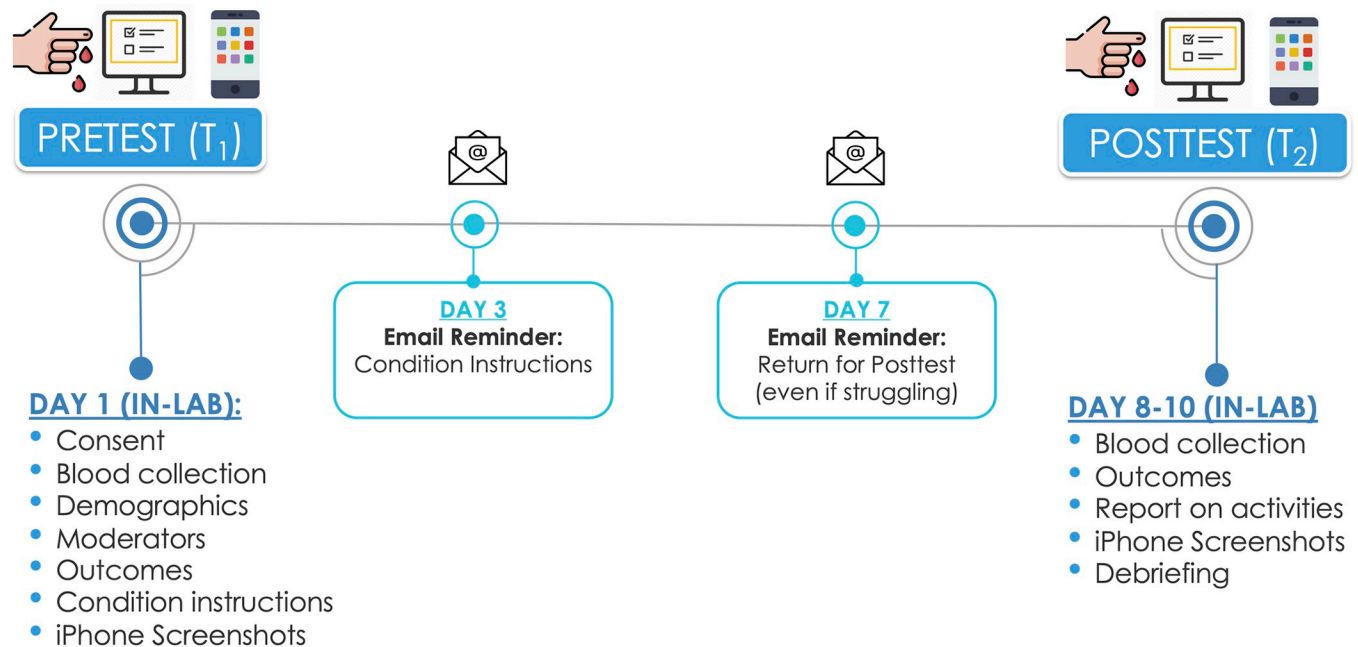 PRETEST (T₁)
POSTTEST (T₂)
@
@
DAY 3
Email Reminder:
Condition Instructions
DAY 7
Email Reminder:
Return for Posttest
(even if struggling)
DAY 1 (IN-LAB):
• Consent
• Blood collection
• Demographics
• Moderators
• Outcomes
• Condition instructions
• iPhone Screenshots
DAY 8-10 (IN-LAB)
• Blood collection
• Outcomes
• Report on activities
• iPhone Screenshots
• Debriefing